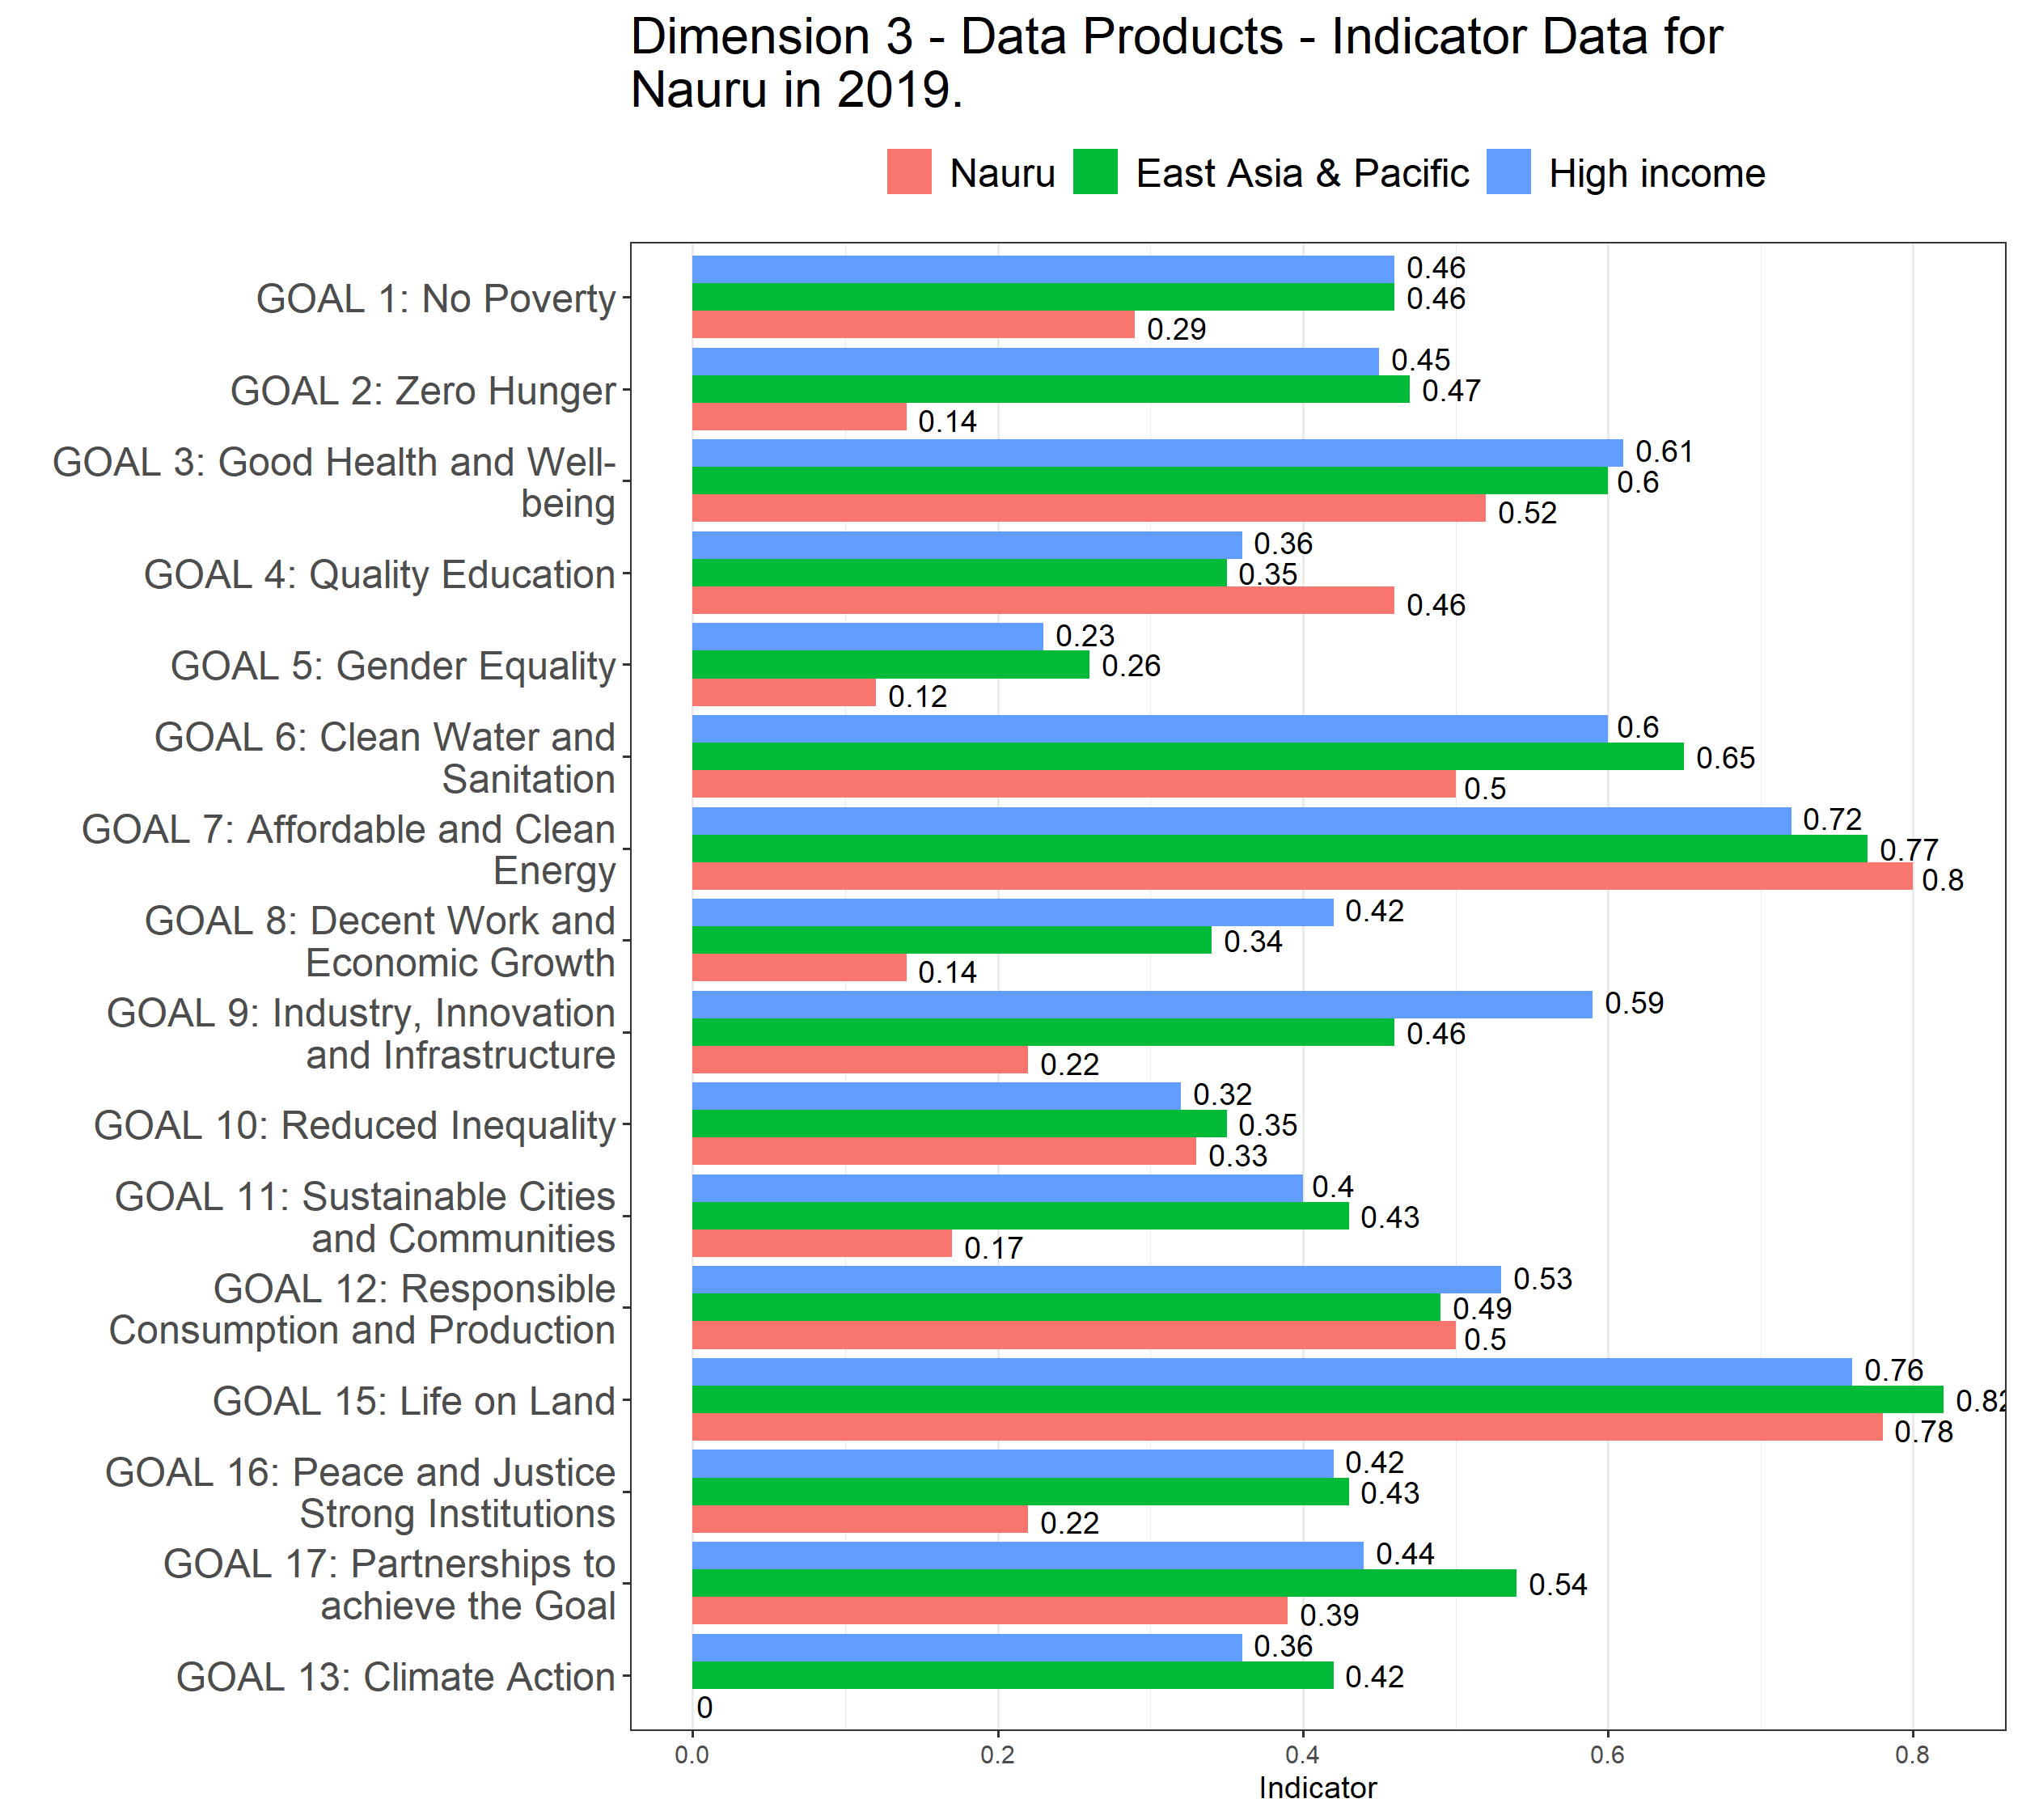 Dimension 3 - Data Products - Indicator Data for
Nauru in 2019.
Nauru East Asia & Pacific High income
GOAL 1: No Poverty
0.46
0.46
0.29
GOAL 2: Zero Hunger
0.45
0.47
0.14
GOAL 3: Good Health and Well-
being
0.61
0.6
0.52
GOAL 4: Quality Education
0.36
0.35
0.46
GOAL 5: Gender Equality
0.23
0.26
0.12
GOAL 6: Clean Water and
Sanitation
0.6
0.65
0.5
GOAL 7: Affordable and Clean
Energy
0.72
0.77
0.8
GOAL 8: Decent Work and
Economic Growth
0.42
0.34
0.14
GOAL 9: Industry, Innovation
and Infrastructure
0.59
0.46
0.22
GOAL 10: Reduced Inequality
0.32
0.35
0.33
GOAL 11: Sustainable Cities
and Communities
0.4
0.43
0.17
GOAL 12: Responsible
Consumption and Production
0.53
0.49
0.5
GOAL 15: Life on Land
0.76
0.82
0.78
GOAL 16: Peace and Justice
Strong Institutions
0.42
0.43
0.22
GOAL 17: Partnerships to
achieve the Goal
0.44
0.54
0.39
GOAL 13: Climate Action
0.36
0.42
0
0.0 0.2 0.4 0.6 0.8
Indicator